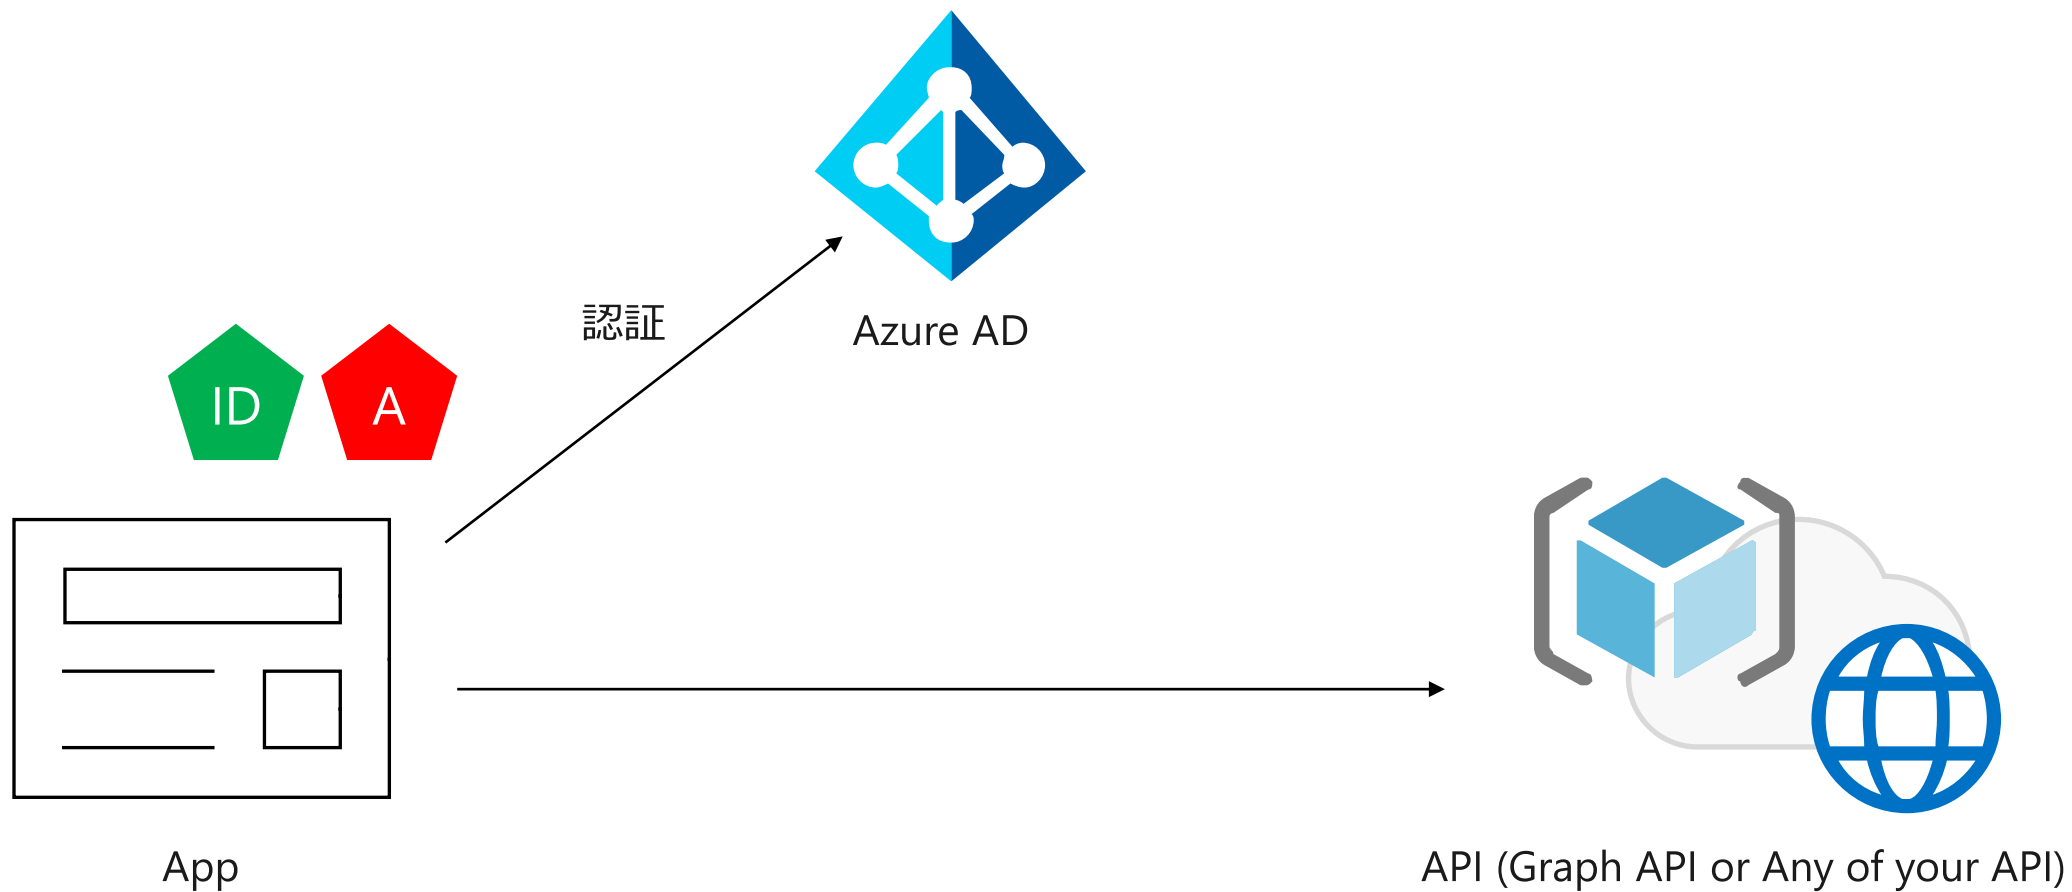 認証
Azure AD
ID
A
App
API (Graph API or Any of your API)